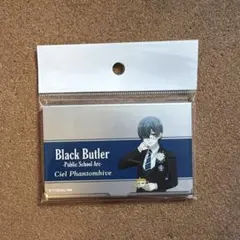 Black Butler
-Public School Arc-
Ciel Phantomhive